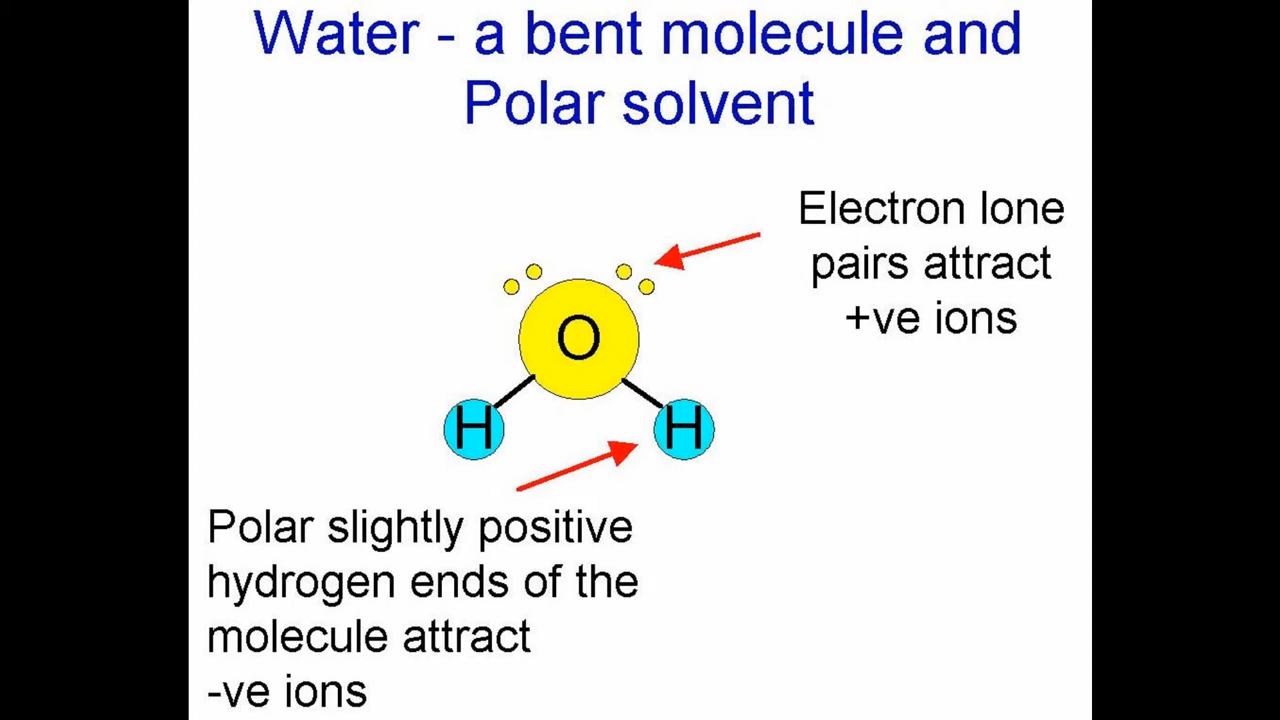 Water - a bent molecule and
Polar solvent
Electron lone
pairs attract
+ve ions
O
H
H
Polar slightly positive
hydrogen ends of the
molecule attract
-ve ions